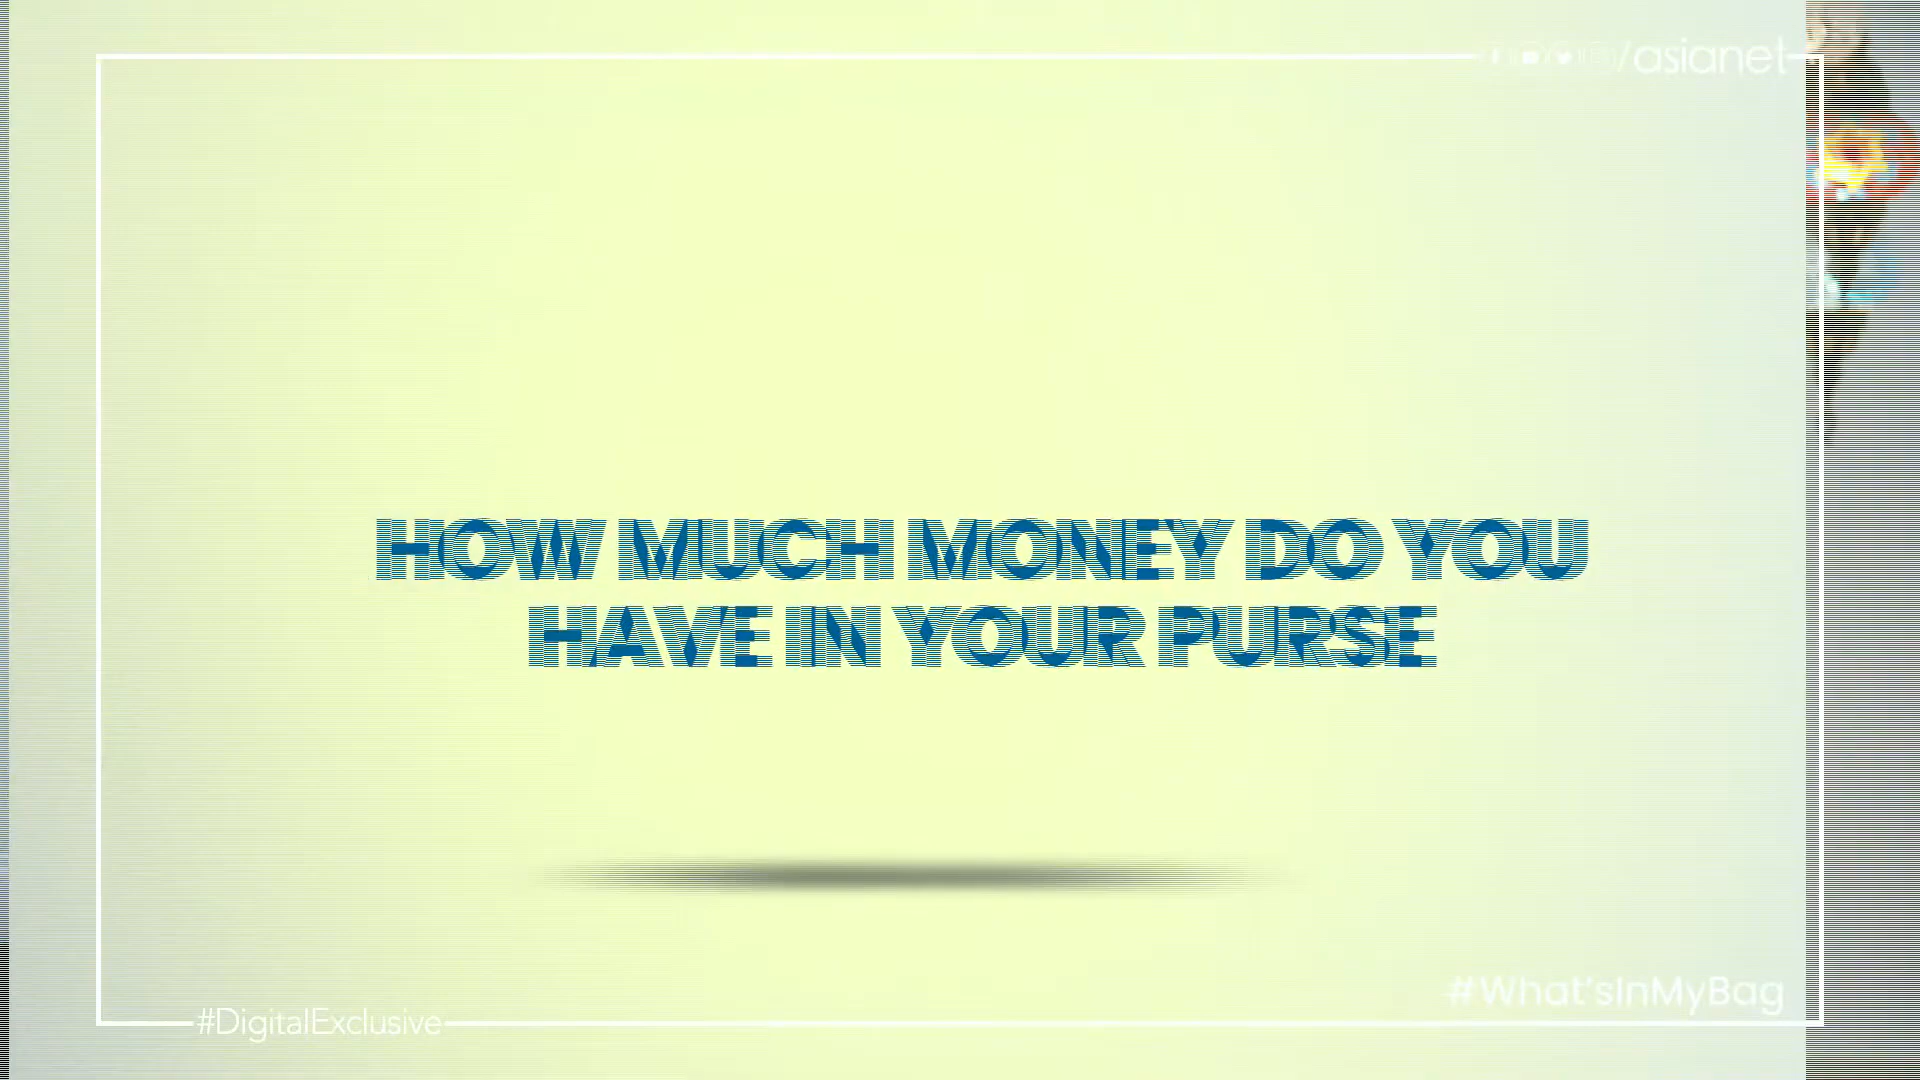 /asianet
HOW MUCH MONEY DO YOU
HAVE IN YOUR PURSE
#What'sInMyBag
#DigitalExclusive